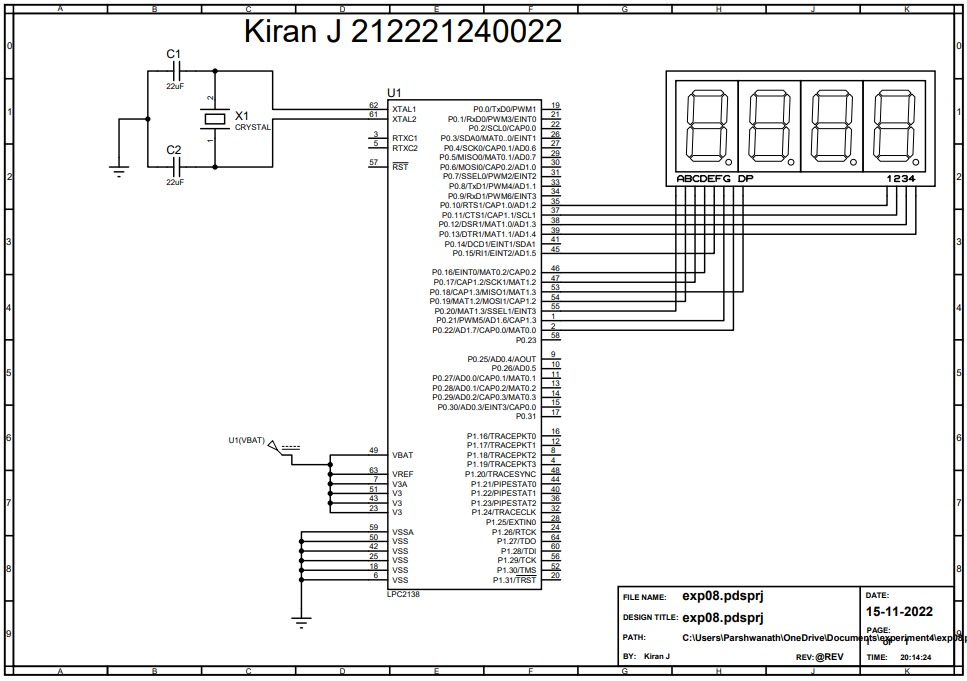 A B C D E F G H J K
Kiran J 212221240022
0 0
1 1
2 2
3 3
4 4
5 5
6 6
7 7
8 8
9
C1
22uF
X1
CRYSTAL
2
1
C2
22uF
U1
62 XTAL1
61 XTAL2
3 RTXC1
5 RTXC2
57 RST
P0.0/TxD0/PWM1 19
P0.1/RxD0/PWM3/EINT0 21
P0.2/SCL0/CAP0.0 22
P0.3/SDA0/MAT0..0/EINT1 26
P0.4/SCK0/CAP0.1/AD0.6 27
P0.5/MISO0/MAT0.1/AD0.7 29
P0.6/MOSI0/CAP0.2/AD1.0 30
P0.7/SSEL0/PWM2/EINT2 31
P0.8/TxD1/PWM4/AD1.1 33
P0.9/RxD1/PWM6/EINT3 34
P0.10/RTS1/CAP1.0/AD1.2 35
P0.11/CTS1/CAP1.1/SCL1 37
P0.12/DSR1/MAT1.0/AD1.3 38
P0.13/DTR1/MAT1.1/AD1.4 39
P0.14/DCD1/EINT1/SDA1 41
P0.15/RI1/EINT2/AD1.5 45
P0.16/EINT0/MAT0.2/CAP0.2 46
P0.17/CAP1.2/SCK1/MAT1.2 47
P0.18/CAP1.3/MISO1/MAT1.3 53
P0.19/MAT1.2/MOSI1/CAP1.2 54
P0.20/MAT1.3/SSEL1/EINT3 55
P0.21/PWM5/AD1.6/CAP1.3 1
P0.22/AD1.7/CAP0.0/MAT0.0 2
P0.23 58
P0.25/AD0.4/AOUT 9
P0.26/AD0.5 10
P0.27/AD0.0/CAP0.1/MAT0.1 11
P0.28/AD0.1/CAP0.2/MAT0.2 13
P0.29/AD0.2/CAP0.3/MAT0.3 14
P0.30/AD0.3/EINT3/CAP0.0 15
P0.31 17
P1.16/TRACEPKT0 16
P1.17/TRACEPKT1 12
P1.18/TRACEPKT2 8
P1.19/TRACEPKT3 4
P1.20/TRACESYNC 48
P1.21/PIPESTAT0 44
P1.22/PIPESTAT1 40
P1.23/PIPESTAT2 36
P1.24/TRACECLK 32
P1.25/EXTIN0 28
P1.26/RTCK 24
P1.27/TDO 64
P1.28/TDI 60
P1.29/TCK 56
P1.30/TMS 52
P1.31/TRST 20
U1(VBAT)
49 VBAT
63 VREF
7 V3A
51 V3
43 V3
23 V3
59 VSSA
50 VSS
42 VSS
25 VSS
18 VSS
6 VSS
LPC2138
ABCDEFG DP 1234
FILE NAME: exp08.pdsprj
DESIGN TITLE: exp08.pdsprj
PATH: C:\Users\Parshwanath\OneDrive\Documents\experiment4\exp08.p
BY: Kiran J REV: @REV
DATE:
15-11-2022
PAGE:
TIME: 20:14:24
A B C D E F G H J K